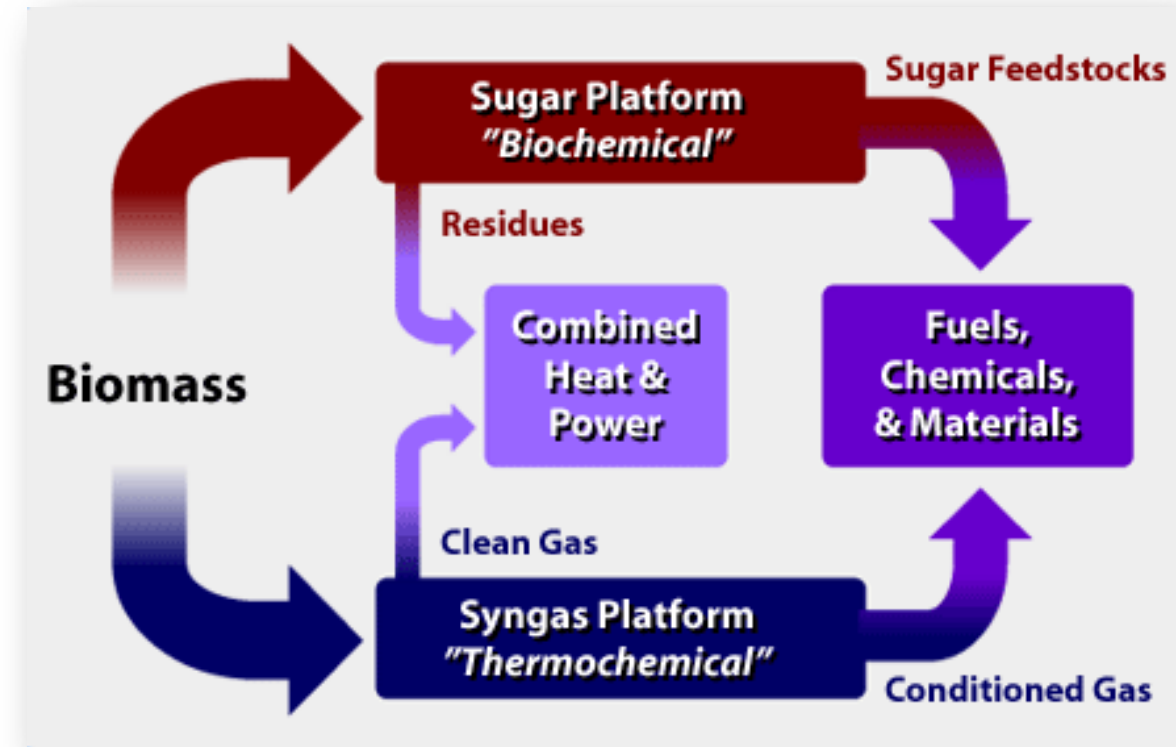 Sugar Feedstocks
Sugar Platform
"Biochemical"
Residues
Combined
Heat &
Power
Fuels,
Chemicals,
& Materials
Biomass
Clean Gas
Syngas Platform
"Thermochemical"
Conditioned Gas